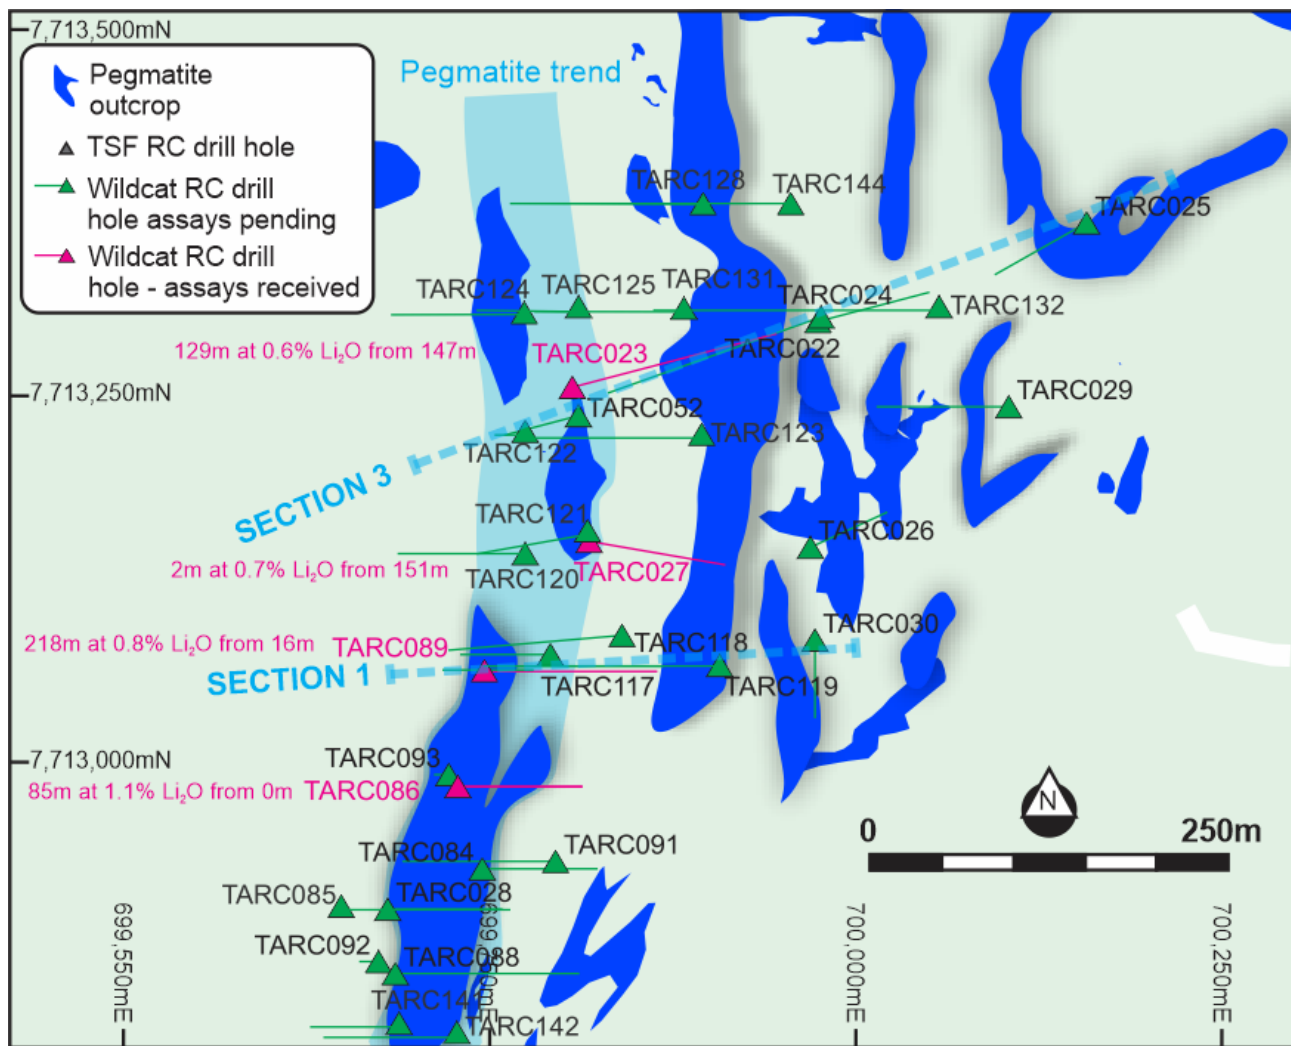 7,713,500mN
Pegmatite
outcrop
TSF RC drill hole
Wildcat RC drill
hole assays pending
Wildcat RC drill
hole - assays received
Pegmatite trend
TARC128
TARC144
TARC025
TARC124
TARC125
TARC131
TARC024
TARC132
129m at 0.6% Li₂O from 147m
TARC023
TARC022
7,713,250mN
TARC029
TARC052
TARC122
TARC123
SECTION 3
TARC121
TARC026
2m at 0.7% Li₂O from 151m
TARC120
TARC027
218m at 0.8% Li₂O from 16m
TARC089
TARC118
TARC030
SECTION 1
TARC117
TARC119
7,713,000mN
TARC093
85m at 1.1% Li₂O from 0m
TARC086
N
0
250m
TARC084
TARC091
TARC085
TARC028
TARC092
TARC088
TARC141
TARC142
699,550mE
700,000mE
700,250mE